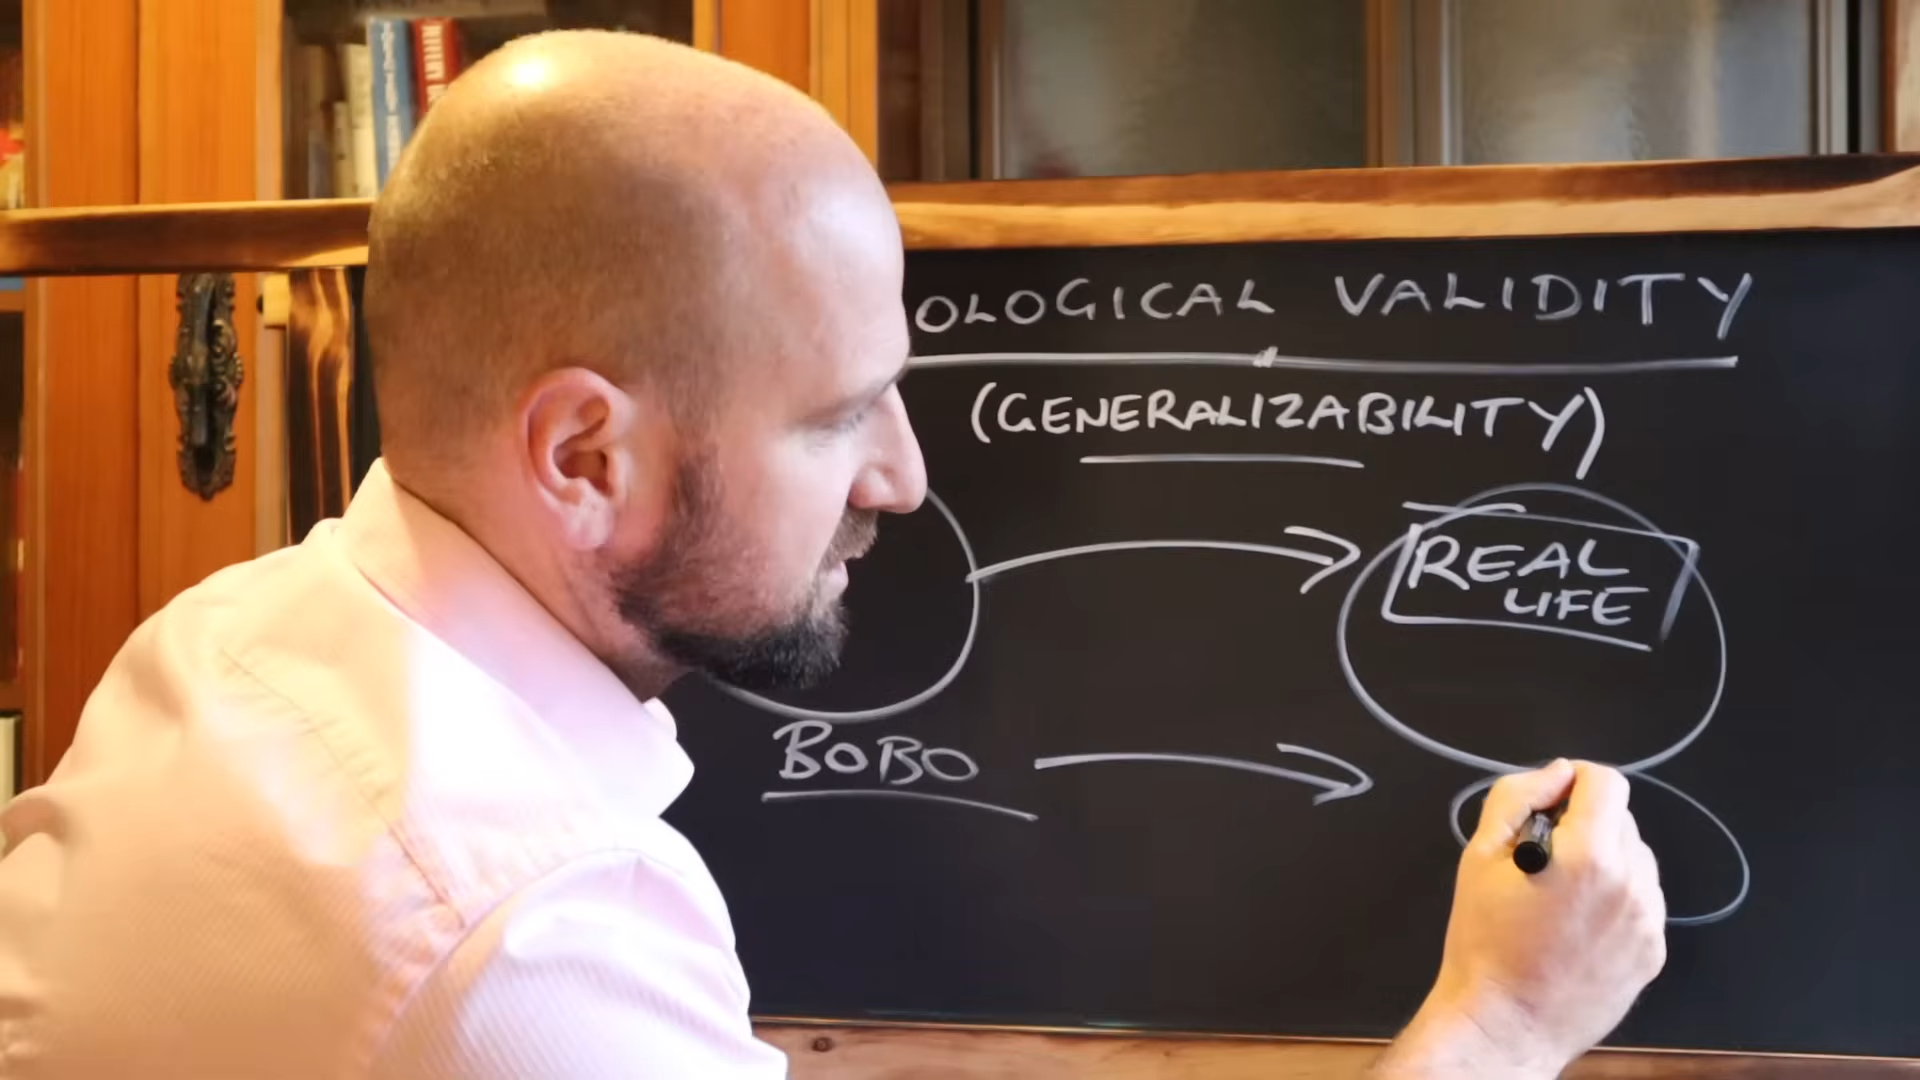 OLOGICAL VALIDITY
(GENERALIZABILITY)
REAL
LIFE
BOBO